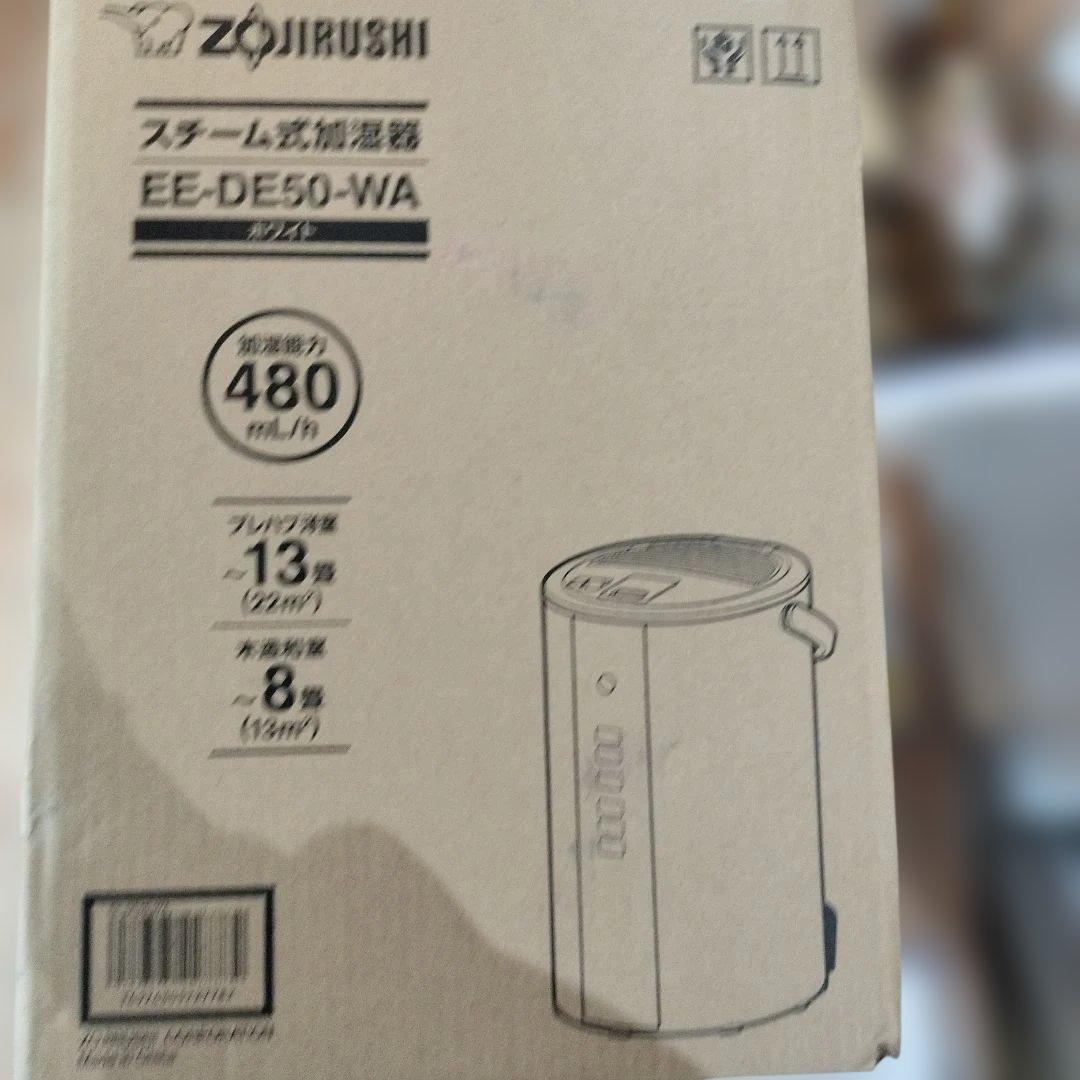 ZOJIRUSHI
スチーム式加湿器
EE-DE50-WA
ホワイト
加湿能力
480
mL/h
プレハブ洋室
~13畳
(22m²)
木造和室
~8畳
(13m²)